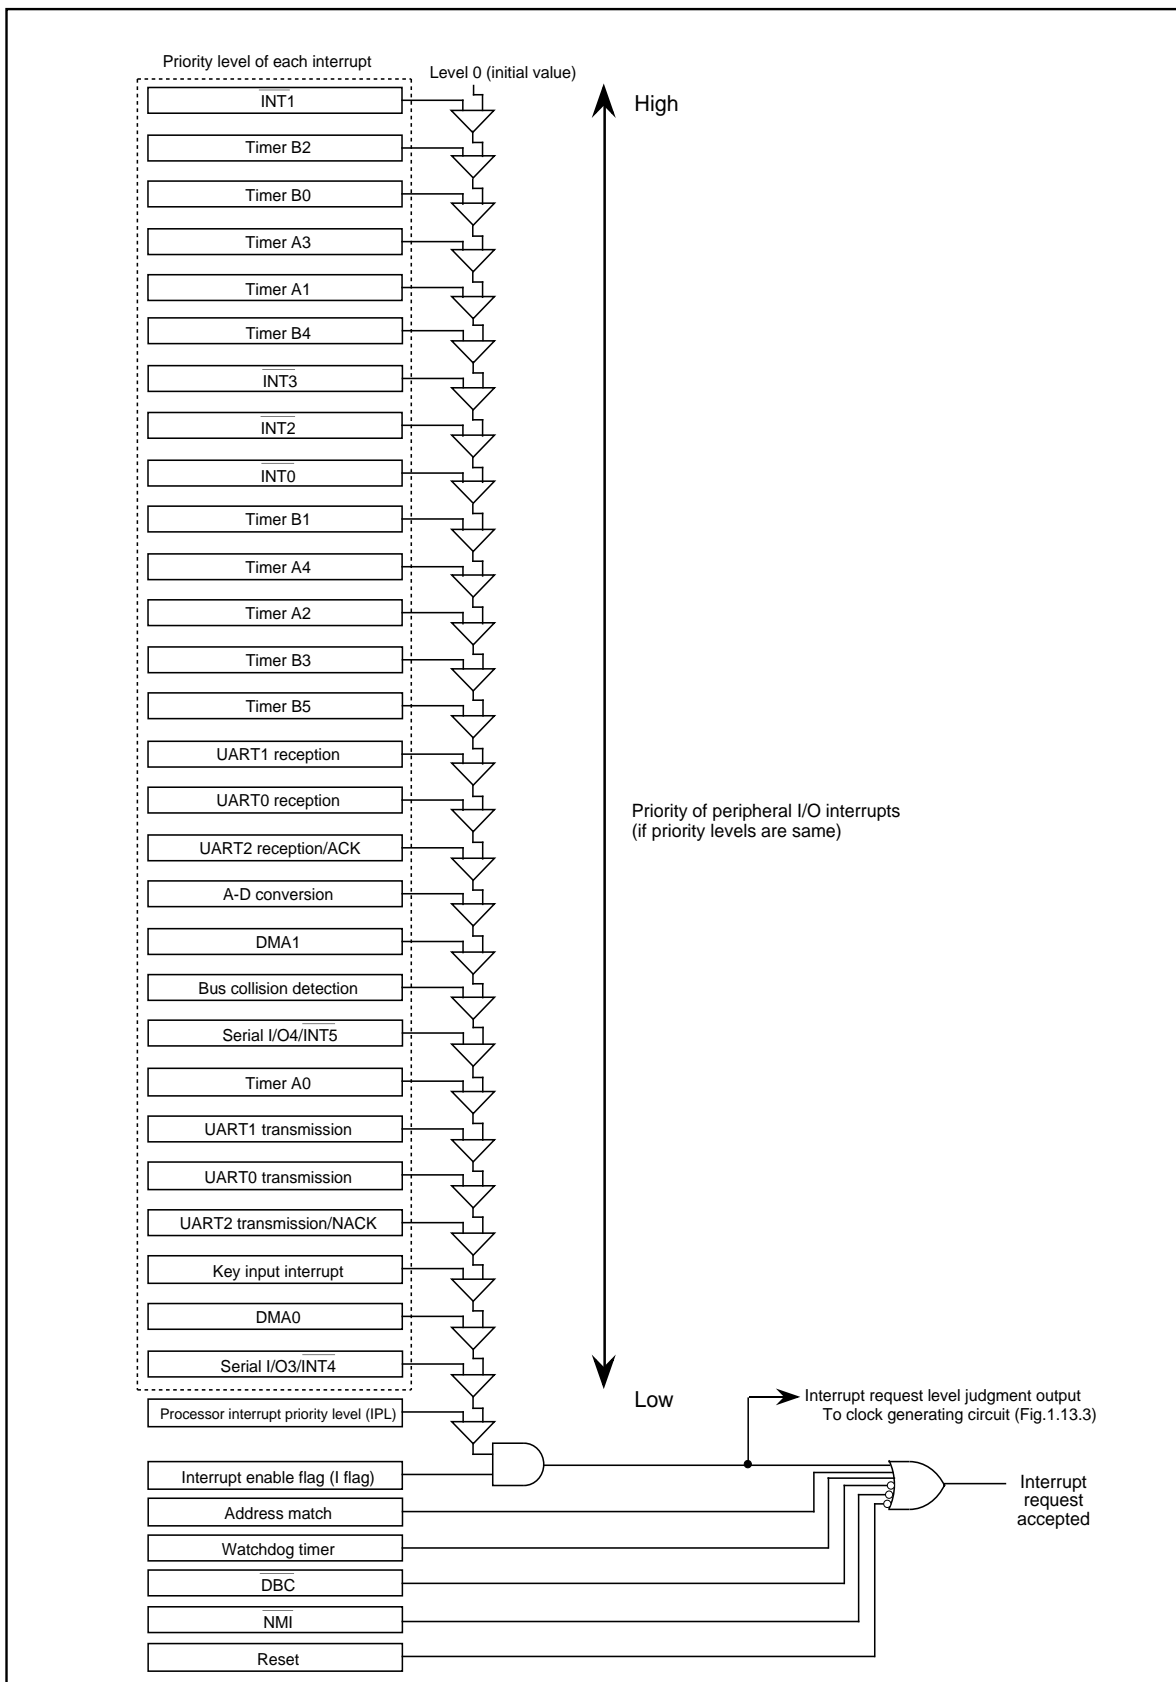 Priority level of each interrupt
Level 0 (initial value)
INT1
High
Timer B2
Timer B0
Timer A3
Timer A1
Timer B4
INT3
INT2
INT0
Timer B1
Timer A4
Timer A2
Timer B3
Timer B5
UART1 reception
UART0 reception
Priority of peripheral I/O interrupts
(if priority levels are same)
UART2 reception/ACK
A-D conversion
DMA1
Bus collision detection
Serial I/O4/INT5
Timer A0
UART1 transmission
UART0 transmission
UART2 transmission/NACK
Key input interrupt
DMA0
Serial I/O3/INT4
Low
Interrupt request level judgment output
To clock generating circuit (Fig.1.13.3)
Processor interrupt priority level (IPL)
Interrupt enable flag (I flag)
Interrupt
request
accepted
Address match
Watchdog timer
DBC
NMI
Reset